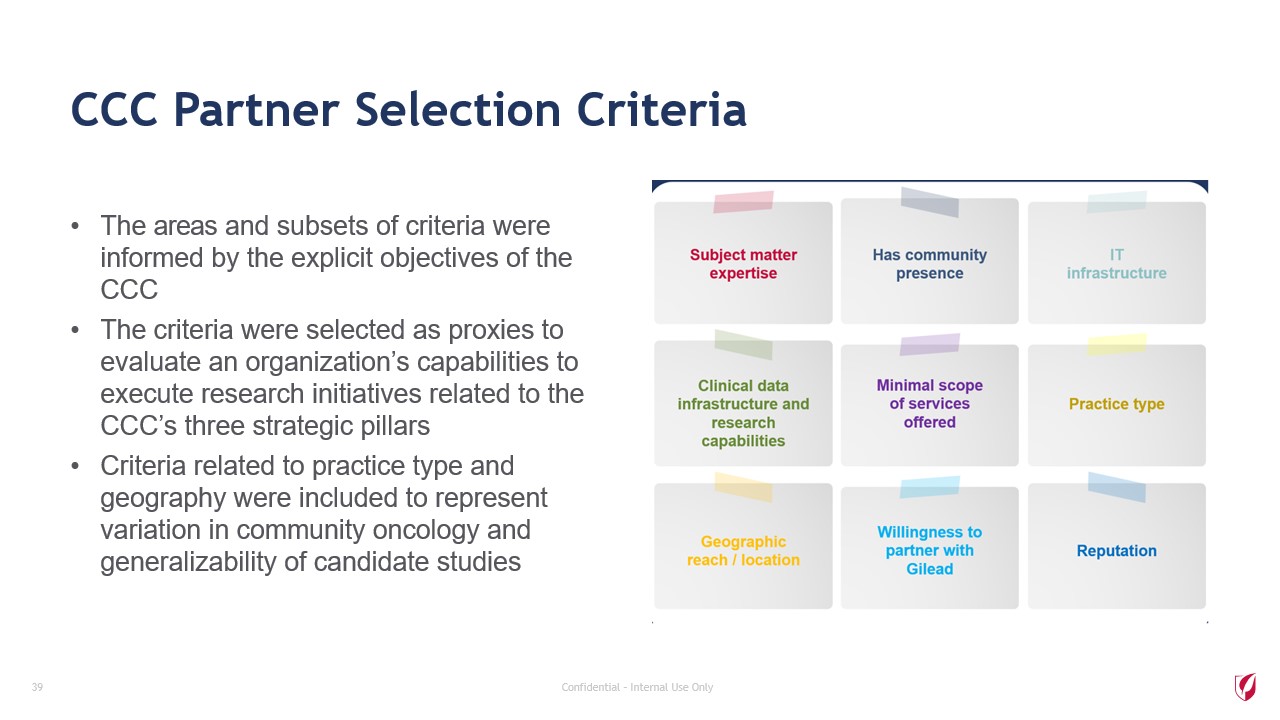 CCC Partner Selection Criteria
• The areas and subsets of criteria were
informed by the explicit objectives of the
CCC
• The criteria were selected as proxies to
evaluate an organization’s capabilities to
execute research initiatives related to the
CCC’s three strategic pillars
• Criteria related to practice type and
geography were included to represent
variation in community oncology and
generalizability of candidate studies
Subject matter
expertise
Has community
presence
IT
infrastructure
Clinical data
infrastructure and
research
capabilities
Minimal scope
of services
offered
Practice type
Geographic
reach / location
Willingness to
partner with
Gilead
Reputation
39
Confidential - Internal Use Only